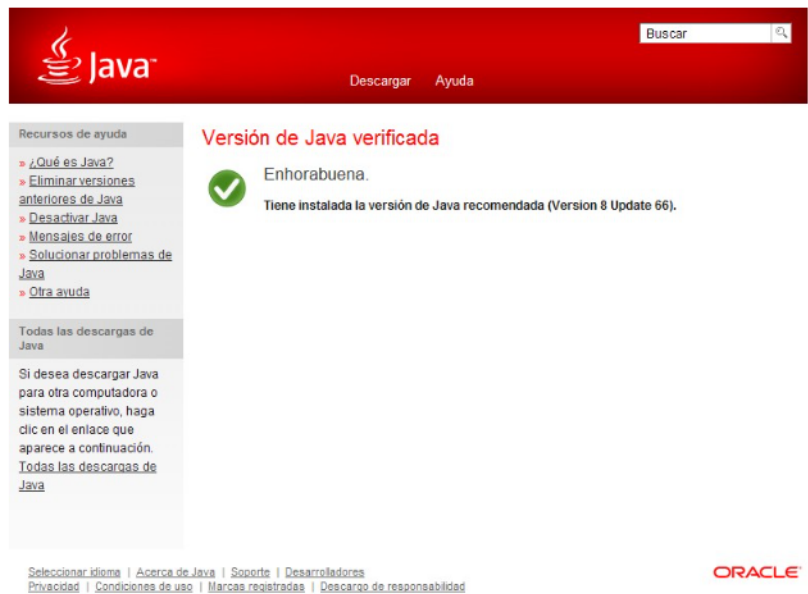 Java
Buscar
Descargar Ayuda
Recursos de ayuda
» ¿Qué es Java?
» Eliminar versiones
anteriores de Java
» Desactivar Java
» Mensajes de error
» Solucionar problemas de
Java
» Otra ayuda
Todas las descargas de
Java
Si desea descargar Java
para otra computadora o
sistema operativo, haga
clic en el enlace que
aparece a continuación.
Todas las descargas de
Java
Versión de Java verificada
Enhorabuena.
Tiene instalada la versión de Java recomendada (Version 8 Update 66).
Seleccionar idioma | Acerca de Java | Soporte | Desarrolladores
Privacidad | Condiciones de uso | Marcas registradas | Descargo de responsabilidad
ORACLE